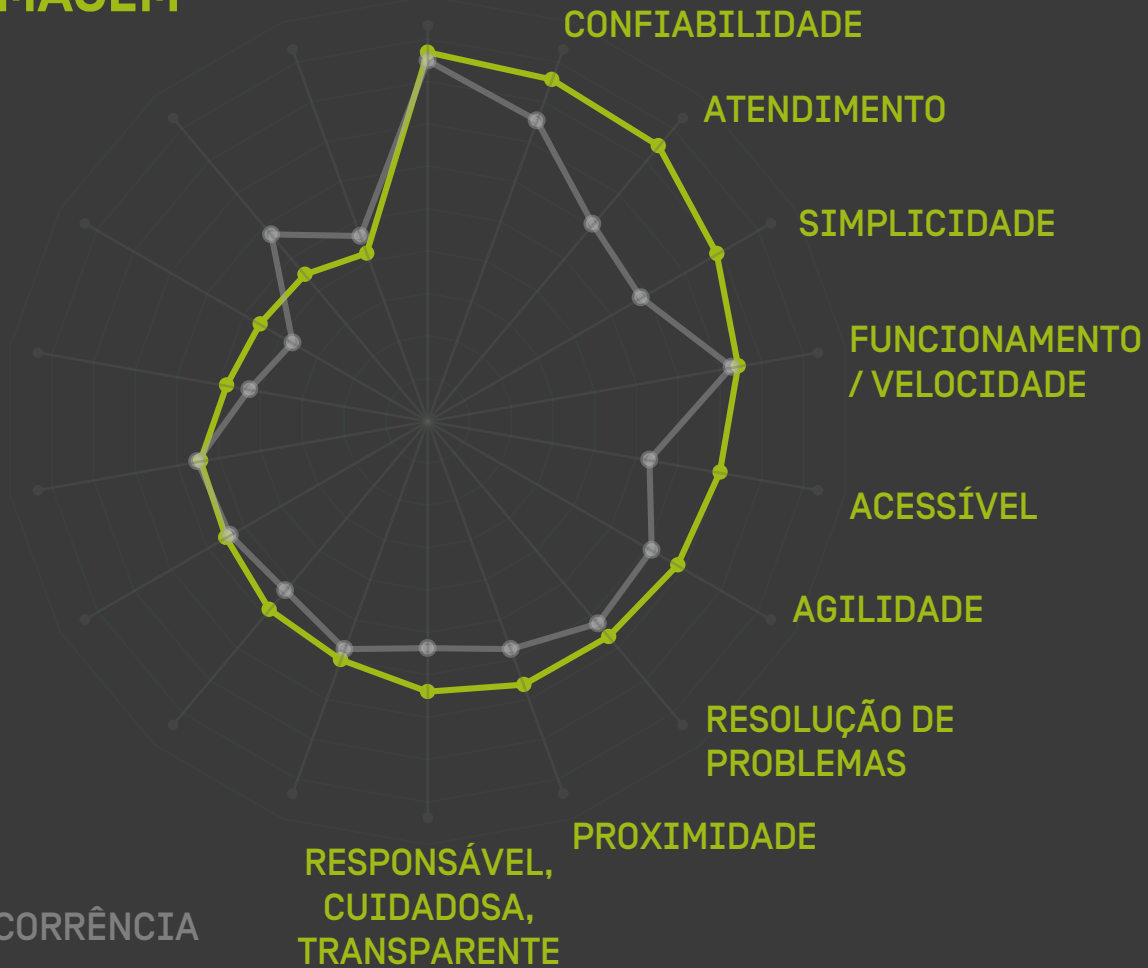 CONFIABILIDADE
ATENDIMENTO
SIMPLICIDADE
FUNCIONAMENTO
/ VELOCIDADE
ACESSÍVEL
AGILIDADE
RESOLUÇÃO DE
PROBLEMAS
PROXIMIDADE
RESPONSÁVEL,
CUIDADOSA,
TRANSPARENTE
CORRÊNCIA